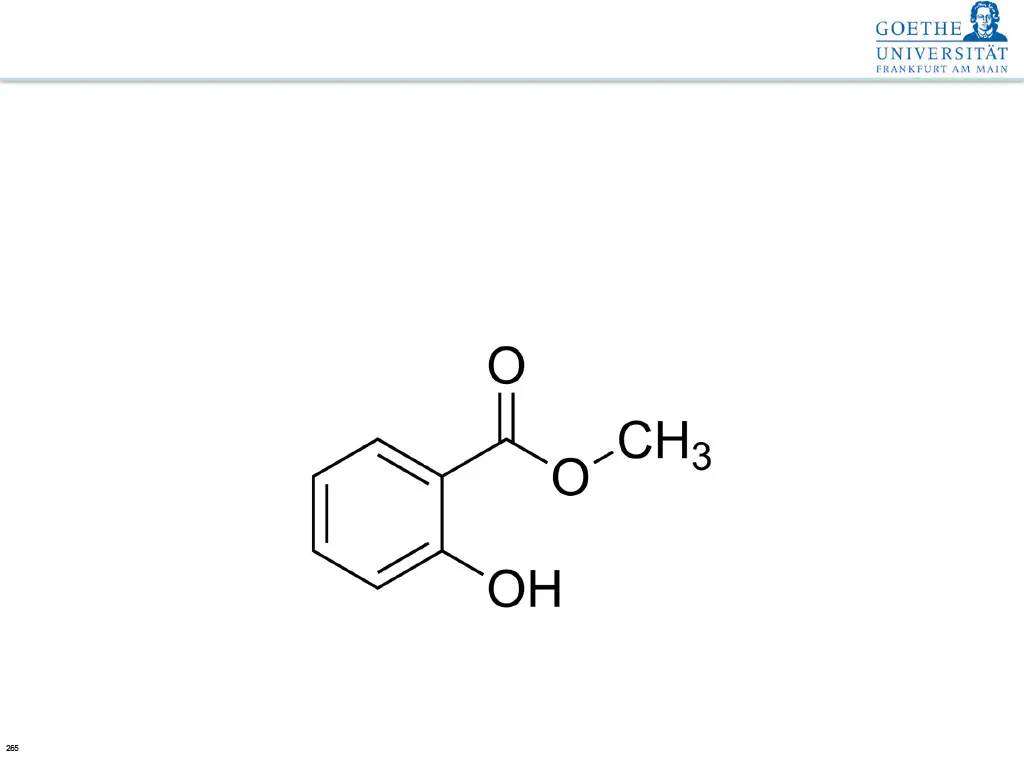 GOETHE
UNIVERSITÄT
FRANKFURT AM MAIN
O
CH3
O
OH
265